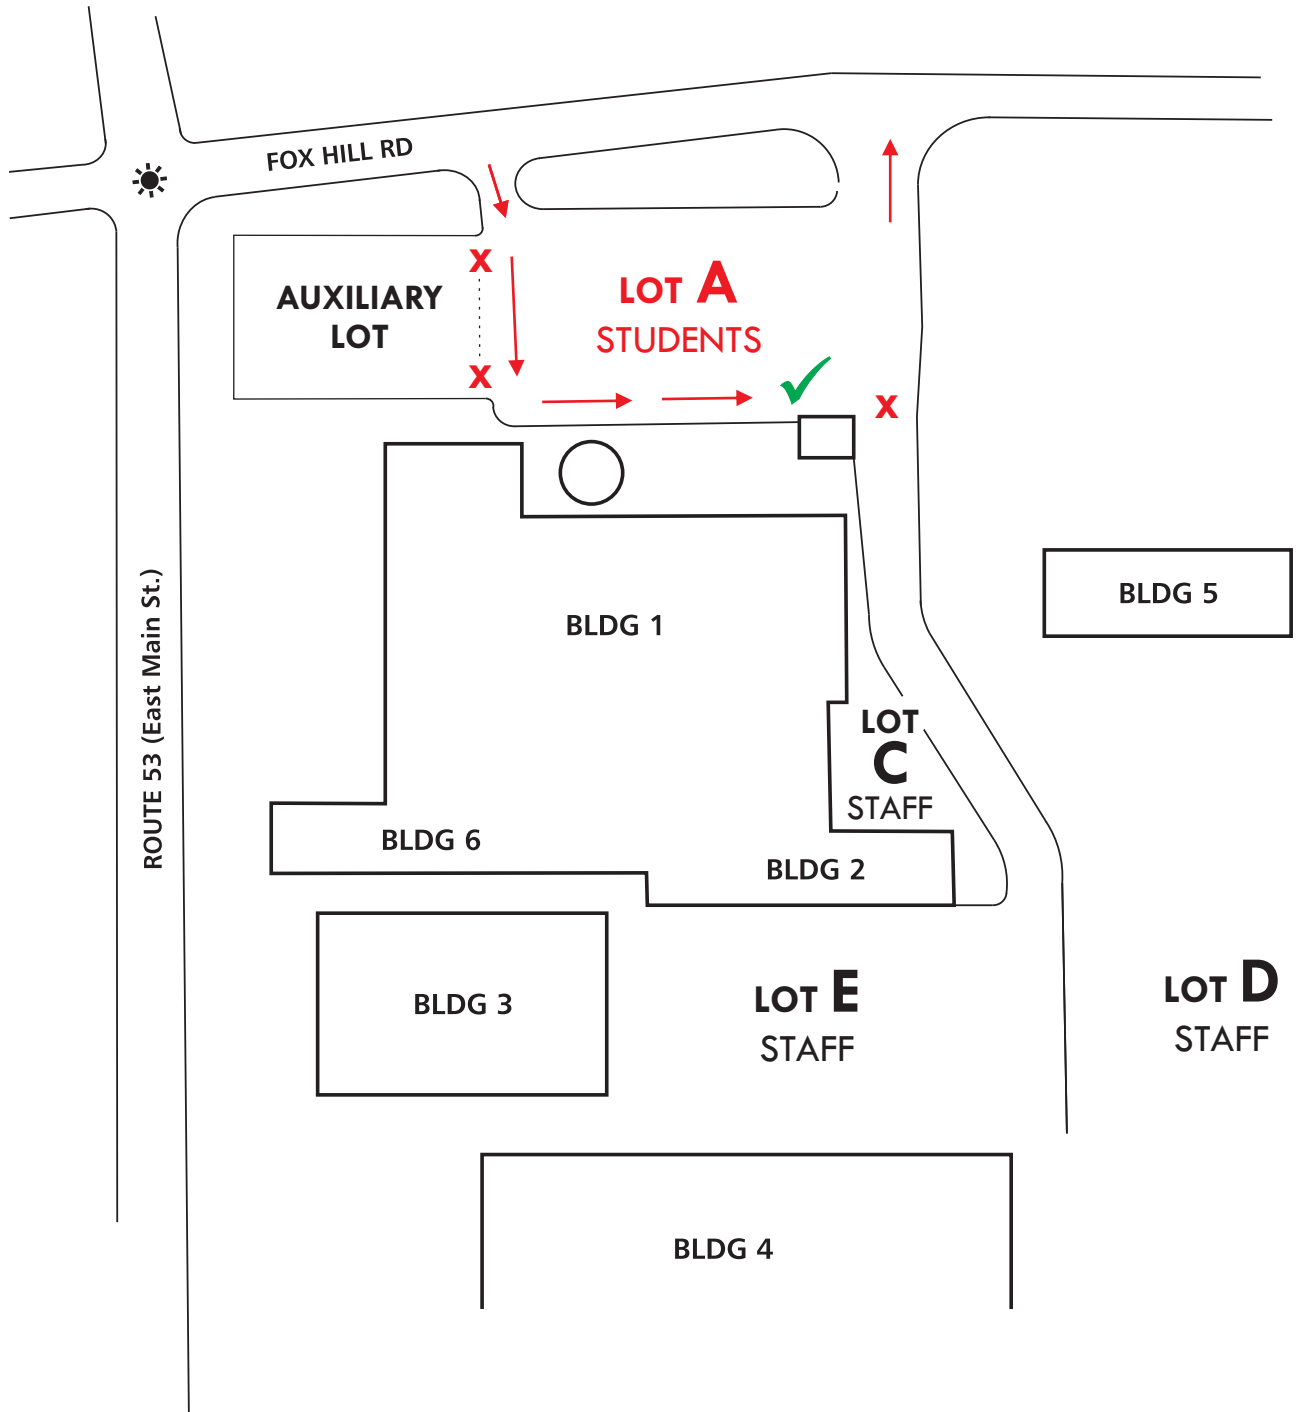 FOX HILL RD
X
AUXILIARY
LOT
X
LOT A
STUDENTS
X
ROUTE 53 (East Main St.)
BLDG 5
BLDG 1
LOT
C
STAFF
BLDG 6
BLDG 2
BLDG 3
LOT E
STAFF
LOT D
STAFF
BLDG 4